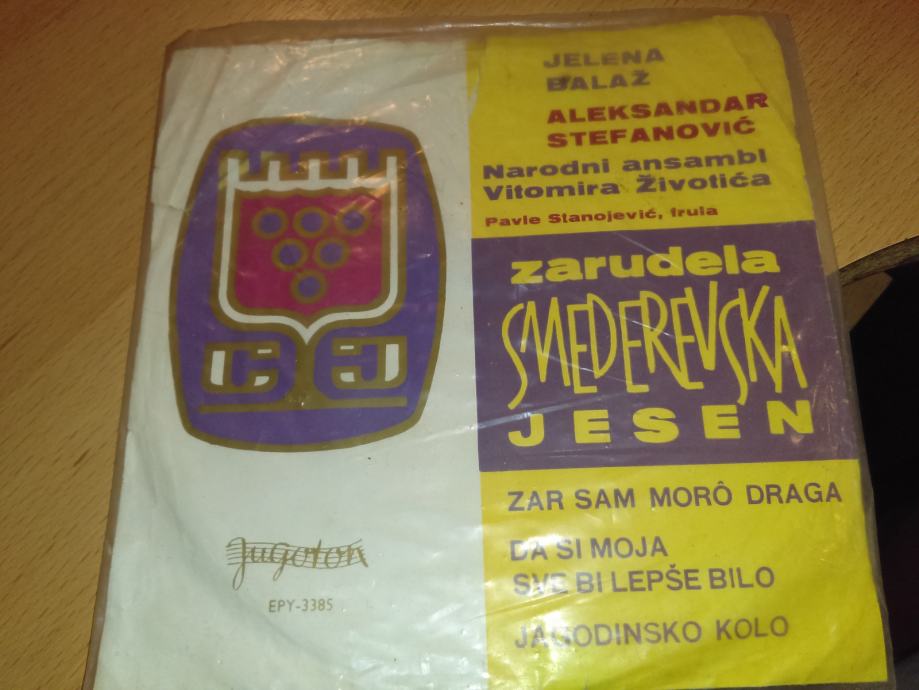 JELENA
BALAŽ
ALEKSANDAR
STEFANOVIĆ
Narodni ansambl
Vitomira Životića
Pavle Stanojević, frula
zarudela
SMEDEREVSKA
JESEN
ZAR SAM MORÔ DRAGA
DA SI MOJA
SVE BI LEPŠE BILO
JAGODINSKO KOLO
CJ
Jugoton
EPY-3385